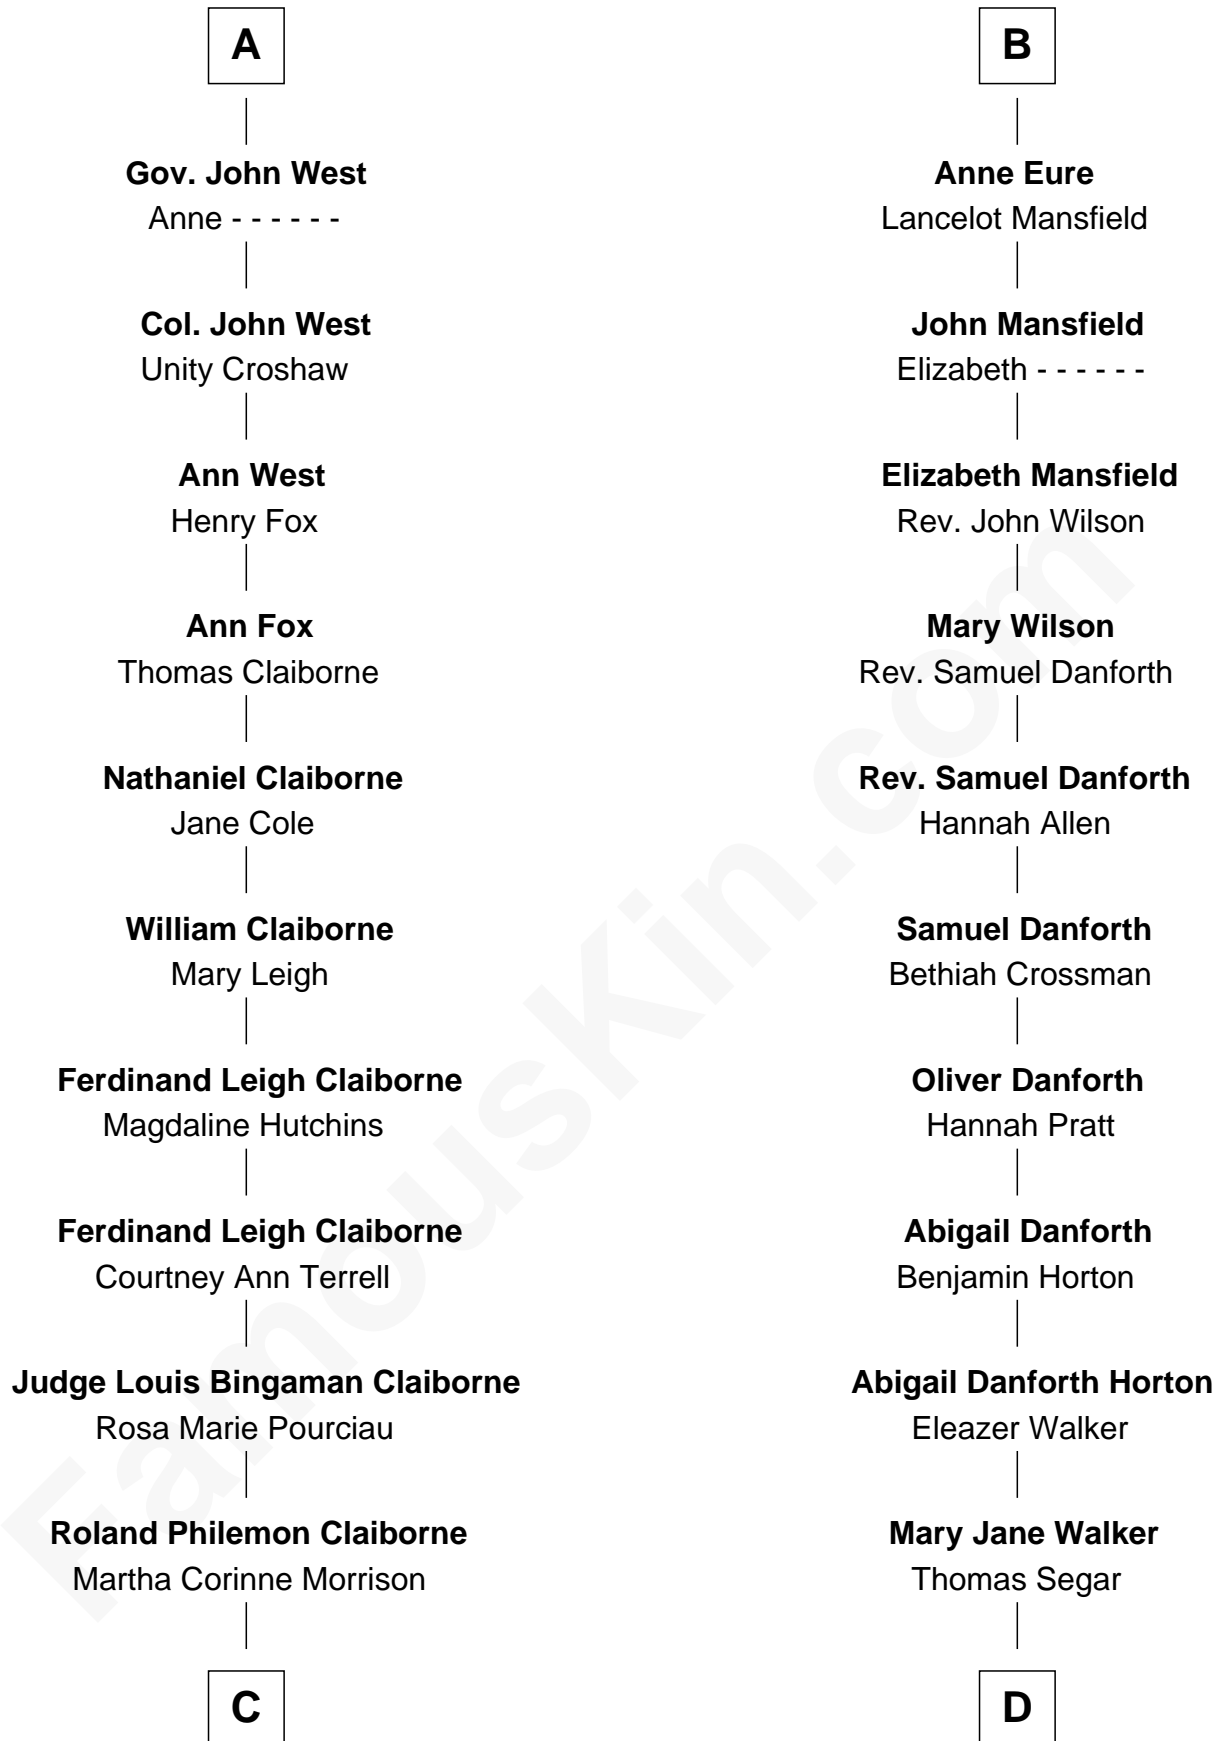 A
Gov. John West
Anne - - - - - -
Col. John West
Unity Croshaw
Ann West
Henry Fox
Ann Fox
Thomas Claiborne
Nathaniel Claiborne
Jane Cole
William Claiborne
Mary Leigh
Ferdinand Leigh Claiborne
Magdaline Hutchins
Ferdinand Leigh Claiborne
Courtney Ann Terrell
Judge Louis Bingaman Claiborne
Rosa Marie Pourciau
Roland Philemon Claiborne
Martha Corinne Morrison
C
B
Anne Eure
Lancelot Mansfield
John Mansfield
Elizabeth - - - - - -
Elizabeth Mansfield
Rev. John Wilson
Mary Wilson
Rev. Samuel Danforth
Rev. Samuel Danforth
Hannah Allen
Samuel Danforth
Bethiah Crossman
Oliver Danforth
Hannah Pratt
Abigail Danforth
Benjamin Horton
Abigail Danforth Horton
Eleazer Walker
Mary Jane Walker
Thomas Segar
D
FamousKin.com